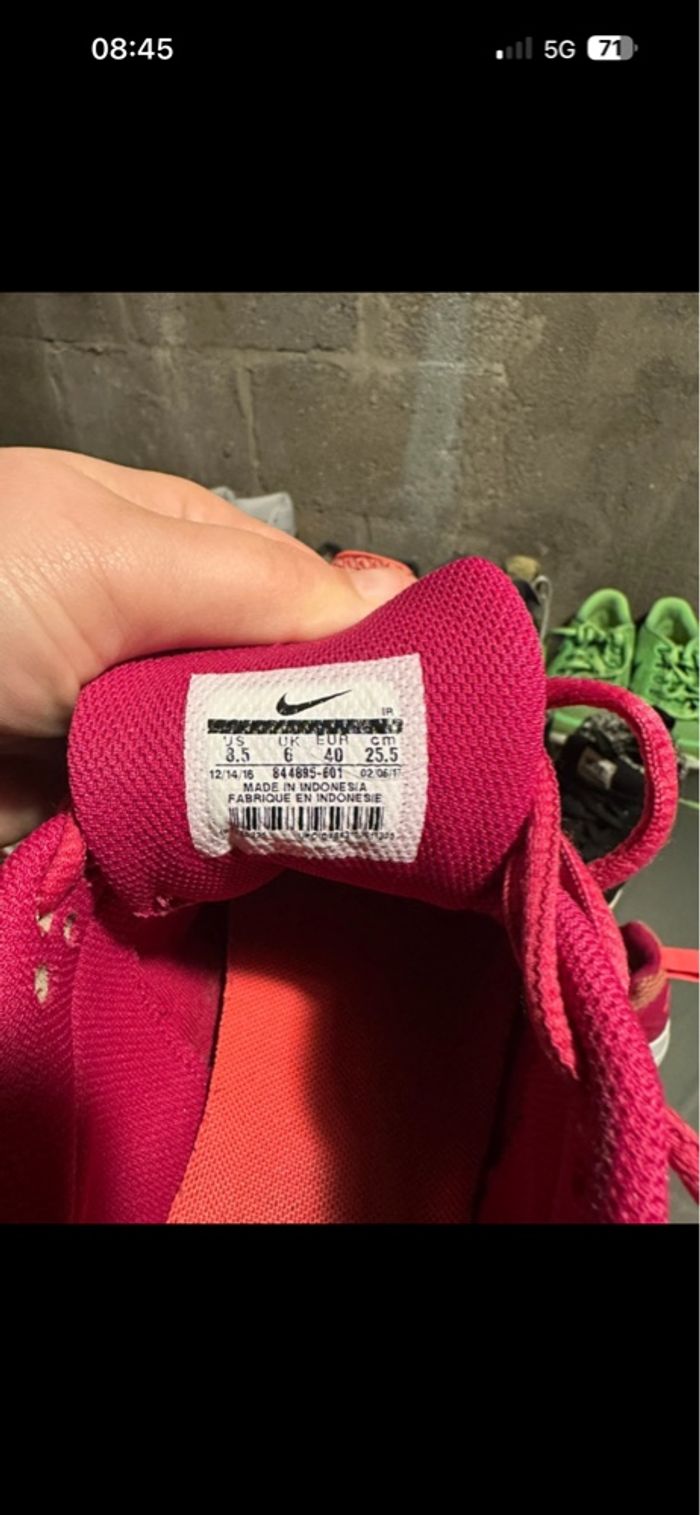 08:45 5G 71
IR
US UK EUR cm
8.5 6 40 25.5
12/14/16 844895-601 02/06/17
MADE IN INDONESIA
FABRIQUE EN INDONESIE